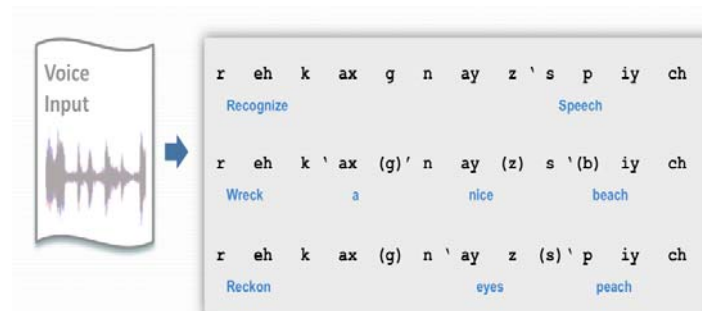 Voice
Input
r eh k ax g n ay z ‵ s p iy ch
Recognize Speech
r eh k ‵ ax (g)′ n ay (z) s ‵(b) iy ch
Wreck a nice beach
r eh k ax (g) n ‵ ay z (s)‵ p iy ch
Reckon eyes peach